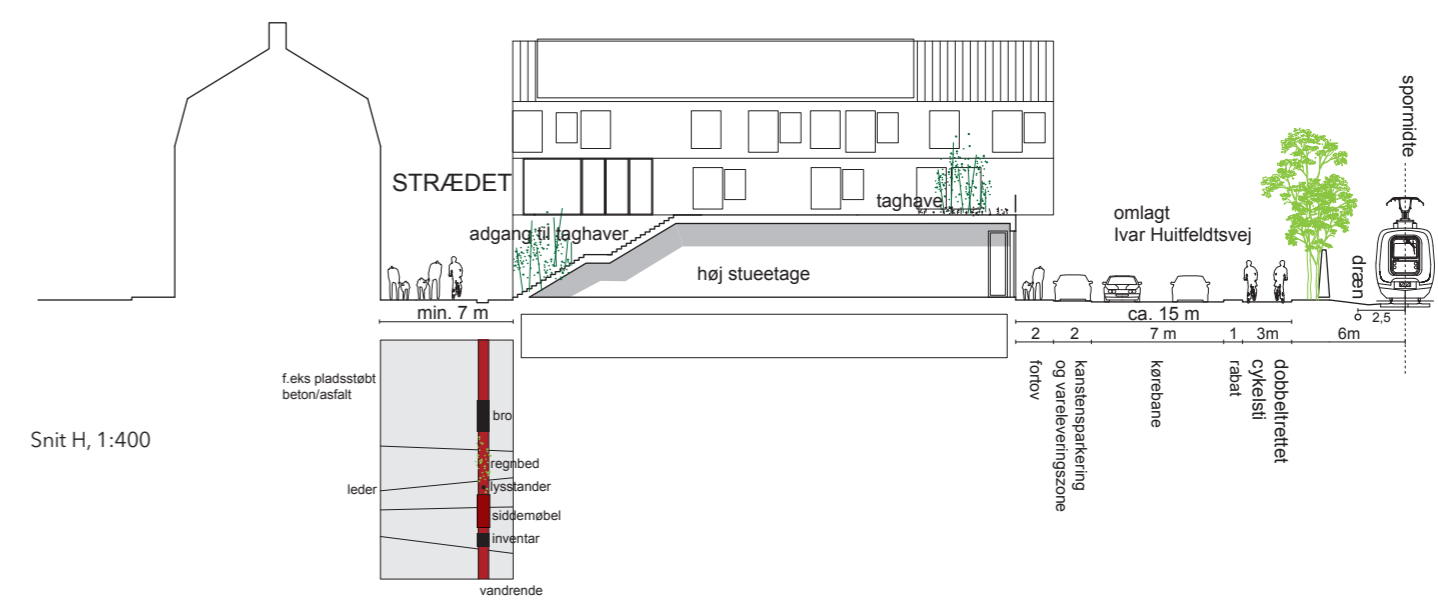 spormidte
STRÆDET
taghave
adgang til taghaver
omlagt
Ivar Huitfeldtsvej
høj stueetage
dræn
min. 7 m
ca. 15 m
2,5
2
2
7 m
1
3m
6m
fortov
kanstensparkering
og vareleveringszone
kørebane
rabat
dobbeltrettet
cykelsti
f.eks pladsstøbt
beton/asfalt
bro
Snit H, 1:400
regnbed
leder
lysstander
siddemøbel
inventar
vandrende